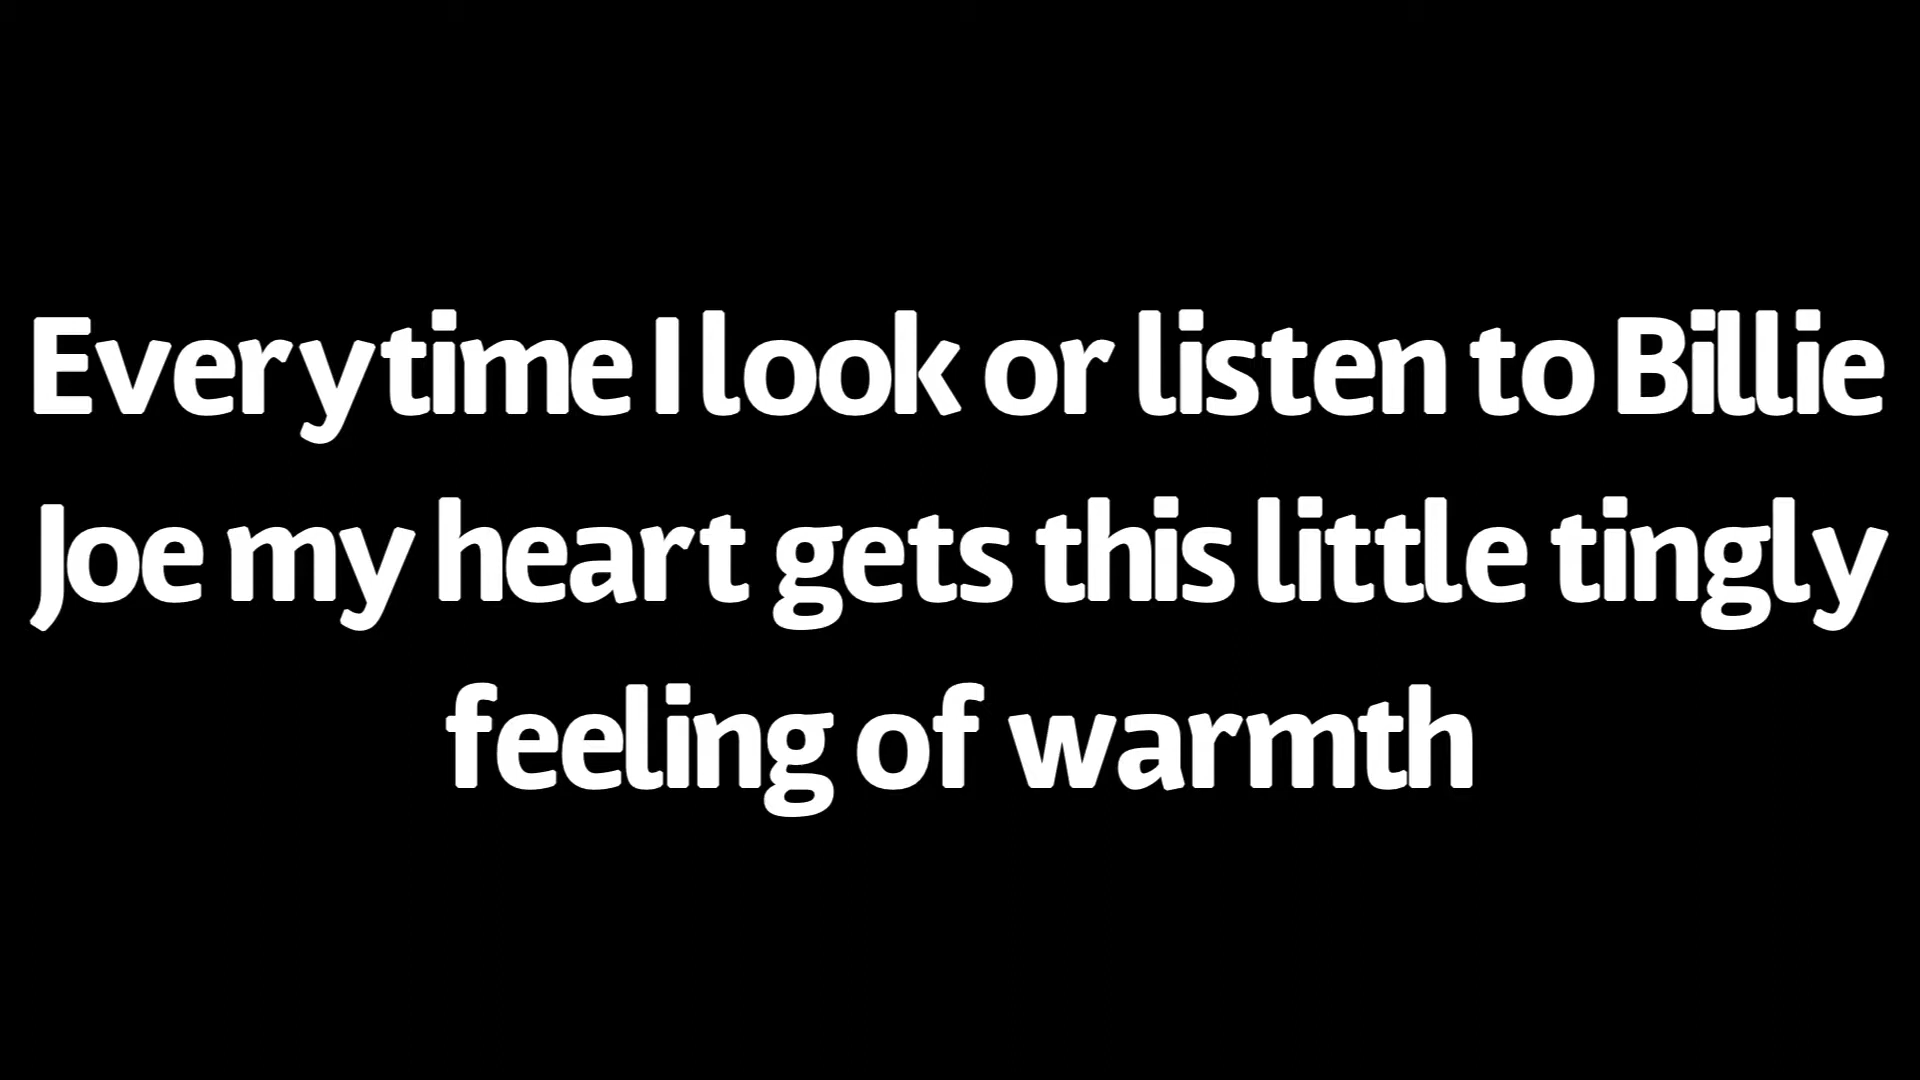 Everytime I look or listen to Billie
Joe my heart gets this little tingly
feeling of warmth